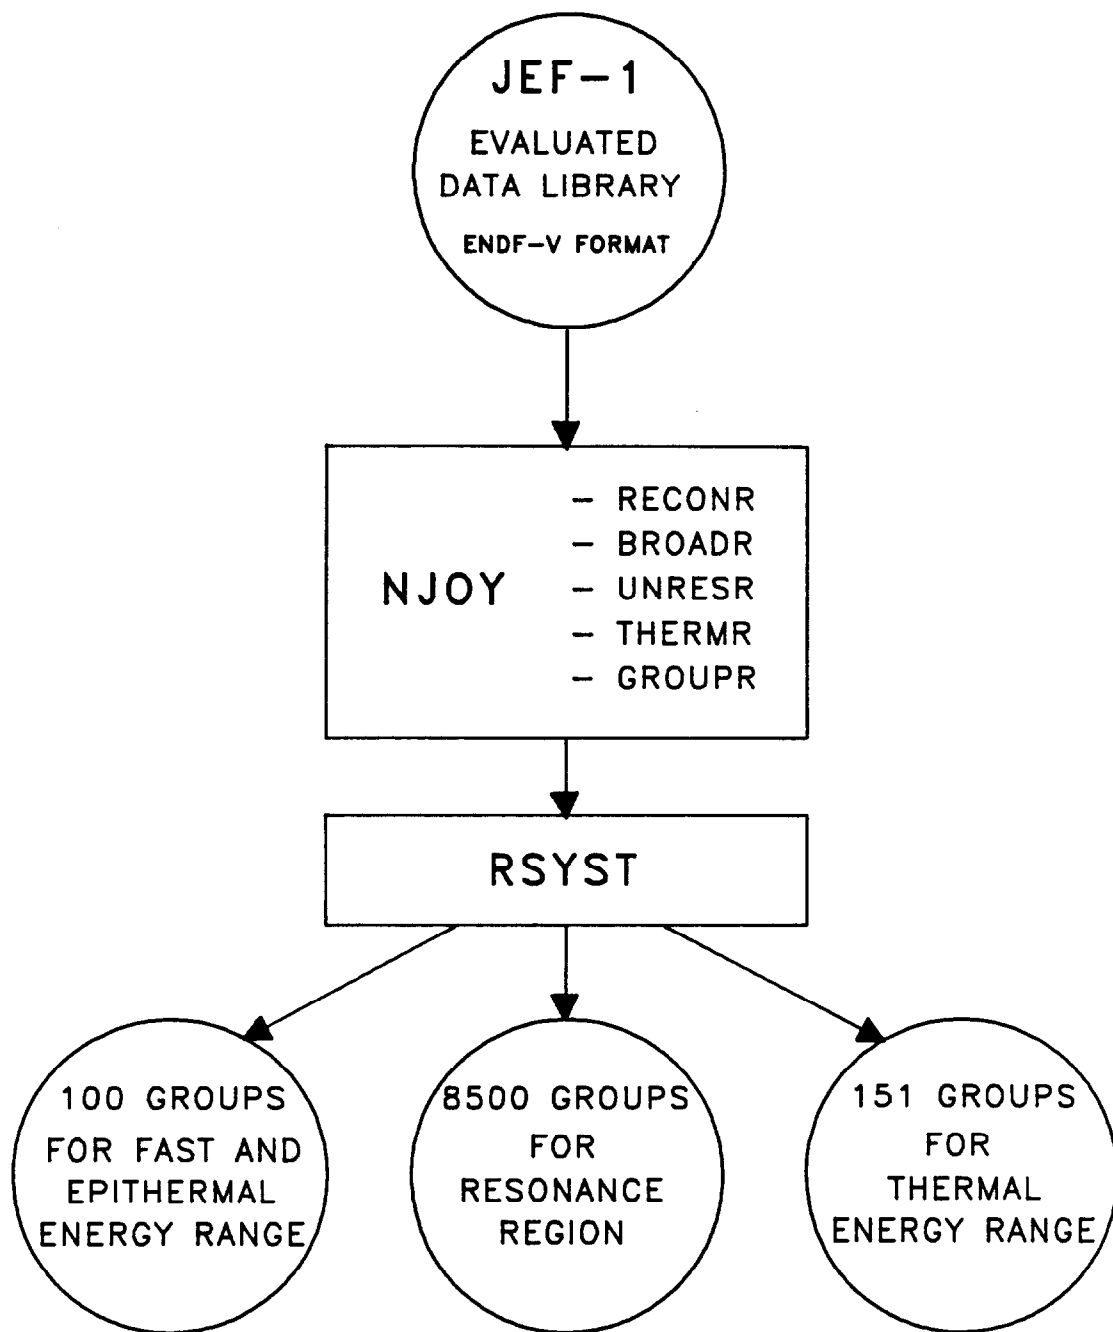 JEF-1
EVALUATED
DATA LIBRARY
ENDF-V FORMAT
NJOY
- RECONR
- BROADR
- UNRESR
- THERMR
- GROUPR
RSYST
100 GROUPS
FOR FAST AND
EPITHERMAL
ENERGY RANGE
8500 GROUPS
FOR
RESONANCE
REGION
151 GROUPS
FOR
THERMAL
ENERGY RANGE